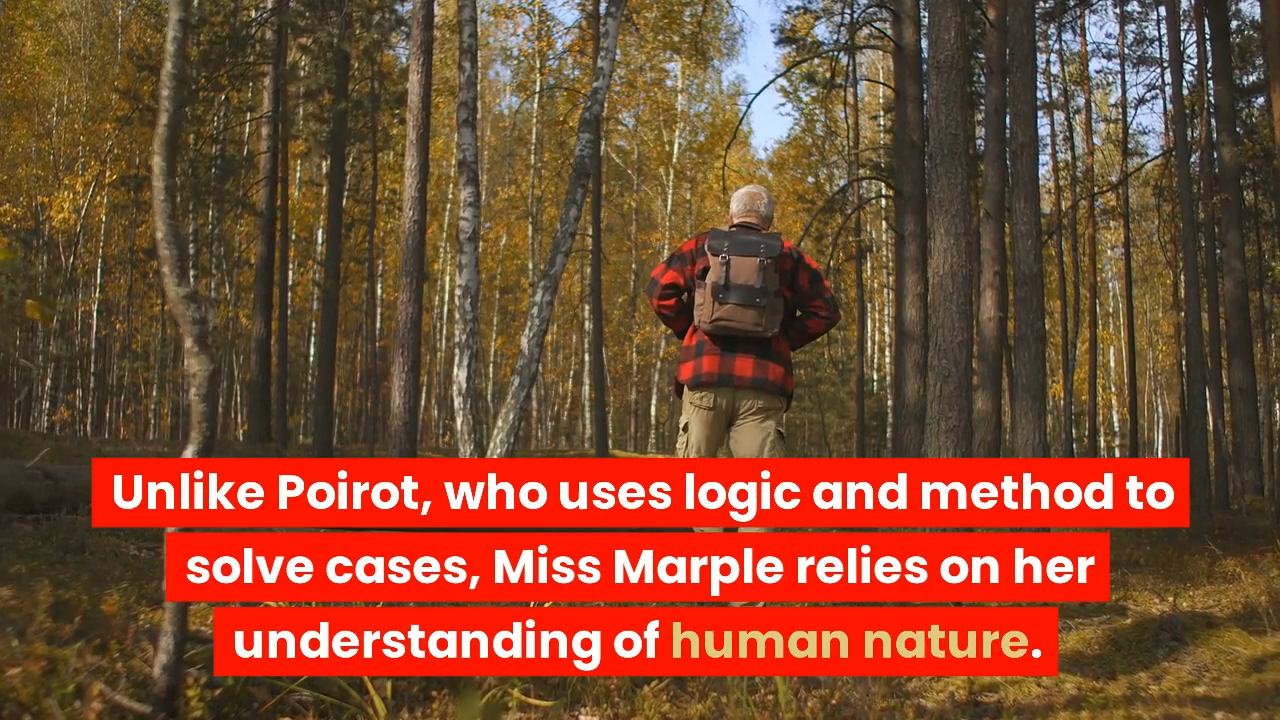 Unlike Poirot, who uses logic and method to
solve cases, Miss Marple relies on her
understanding of human nature.